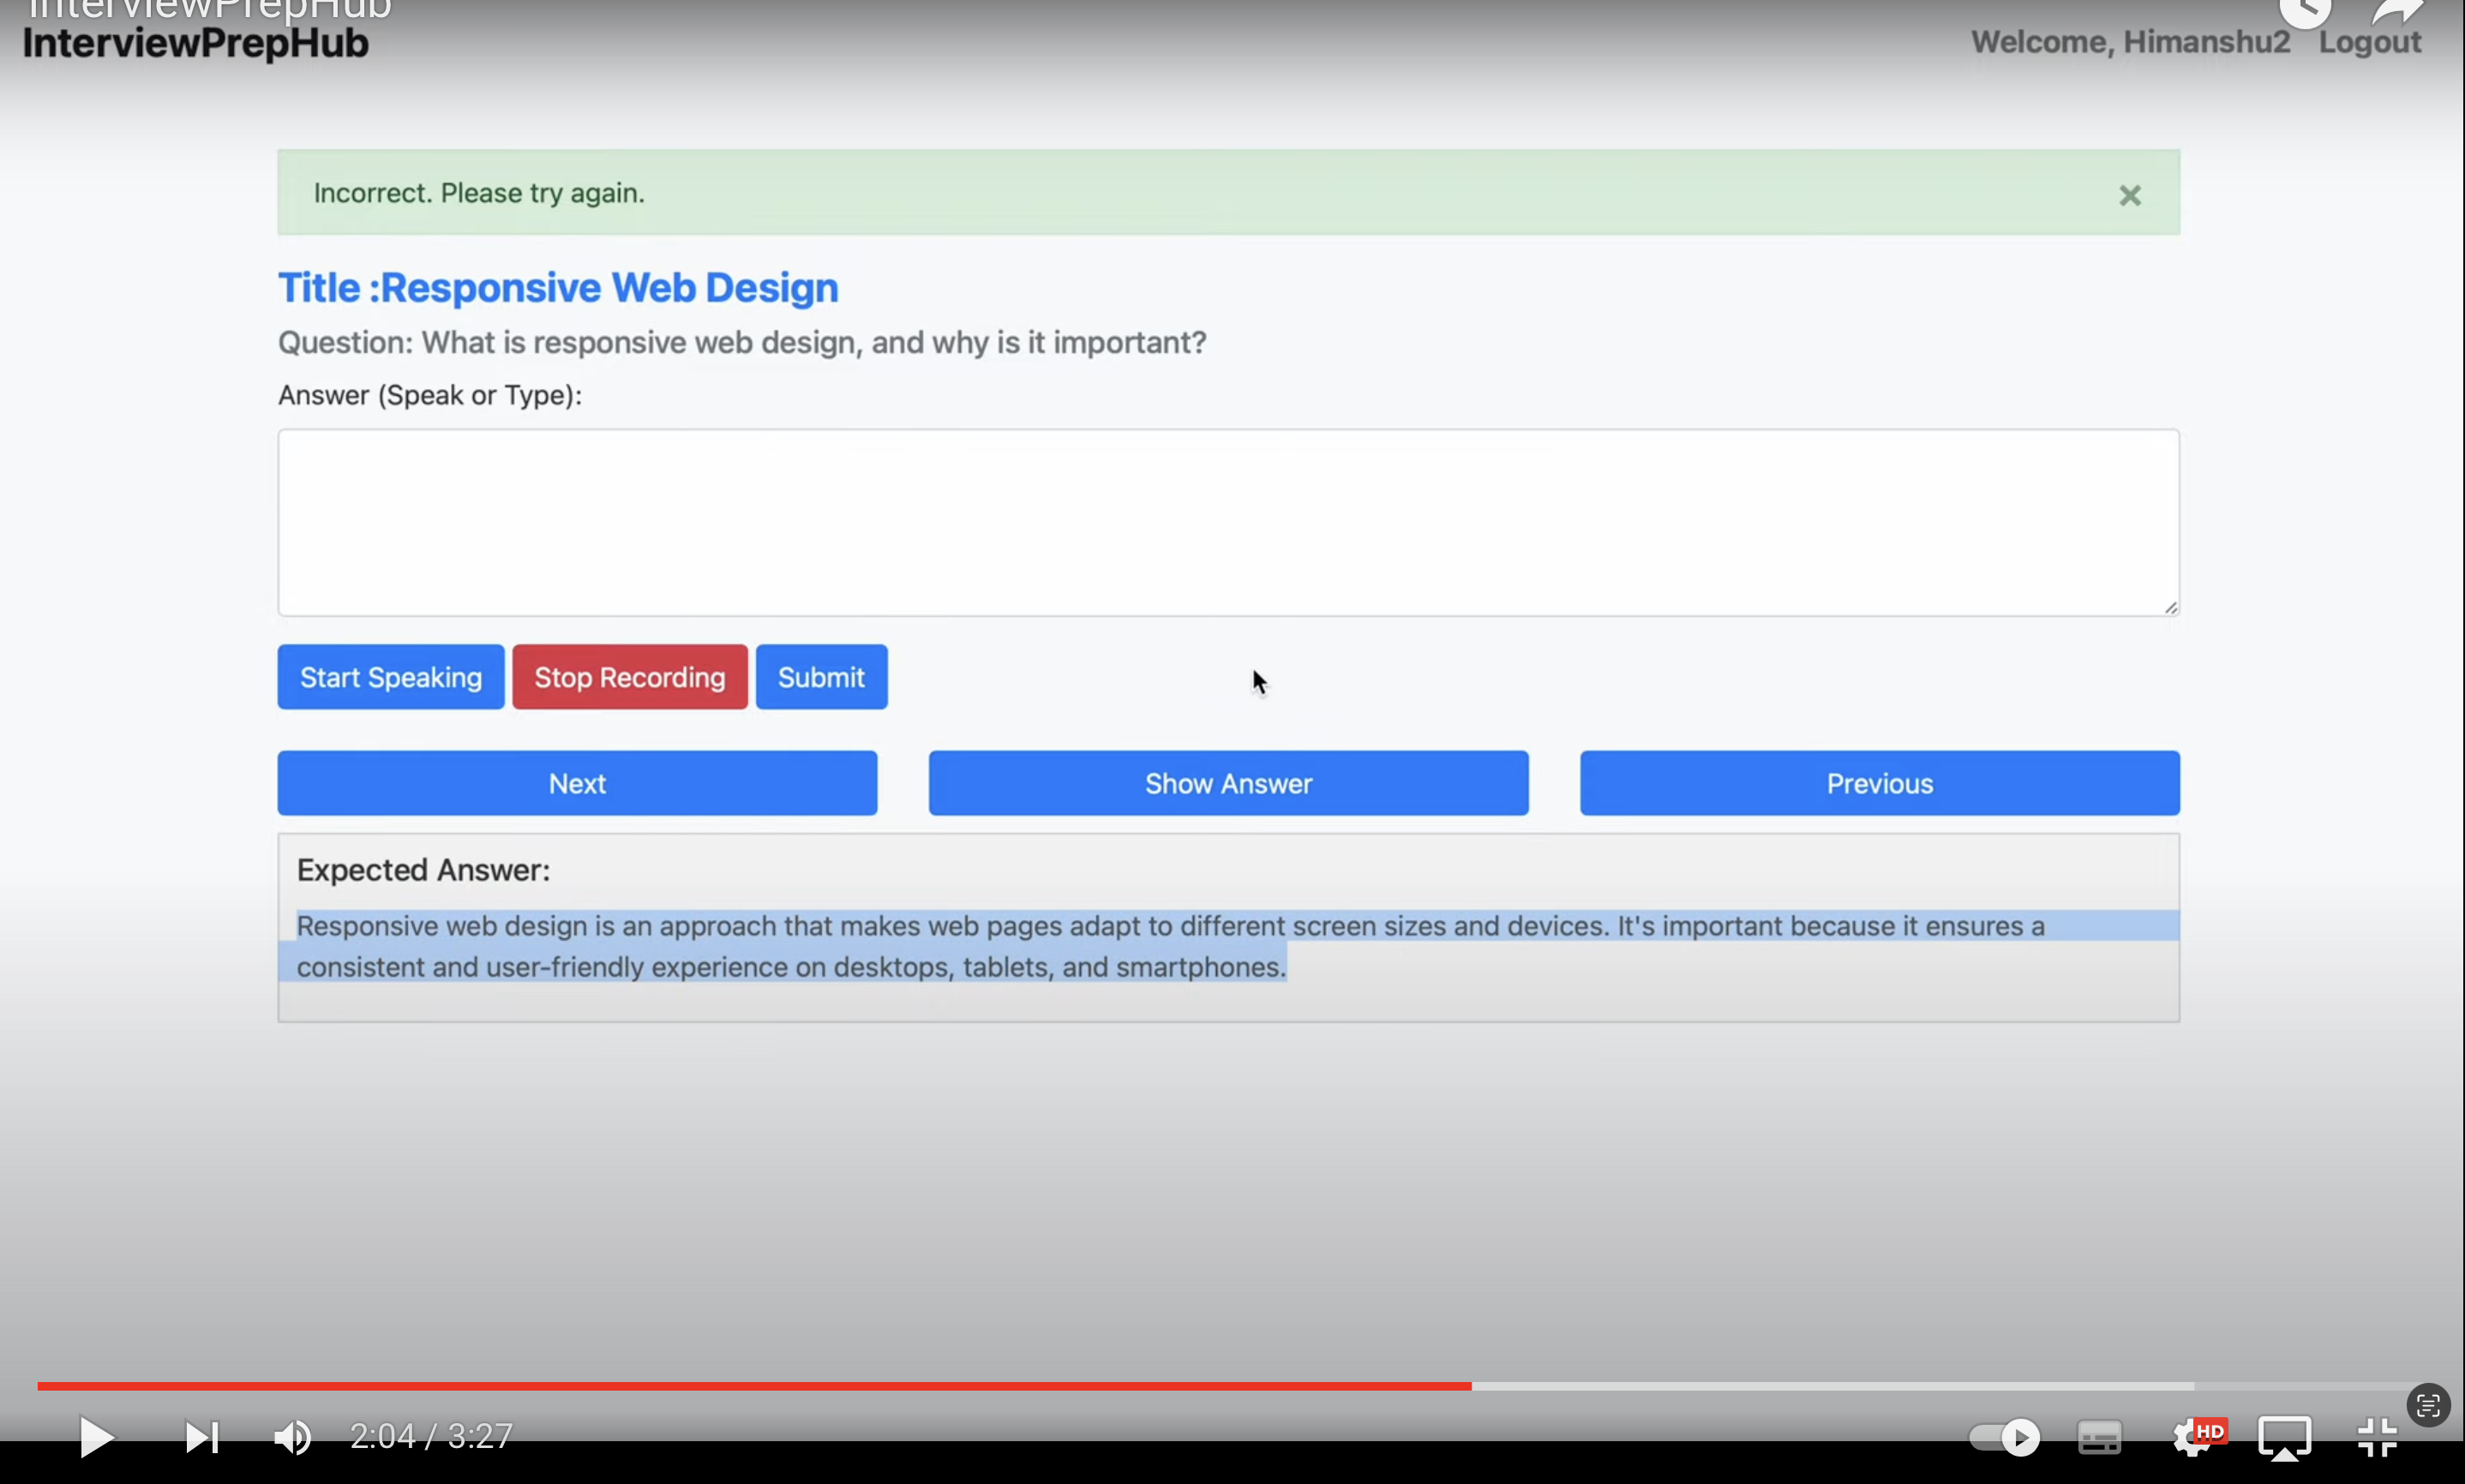 InterviewPrepHub
InterviewPrepHub
Welcome, Himanshu2 Logout
Incorrect. Please try again.
Title :Responsive Web Design
Question: What is responsive web design, and why is it important?
Answer (Speak or Type):
Start Speaking Stop Recording Submit
Next Show Answer Previous
Expected Answer:
Responsive web design is an approach that makes web pages adapt to different screen sizes and devices. It's important because it ensures a
consistent and user-friendly experience on desktops, tablets, and smartphones.
2:04 / 3:27
HD